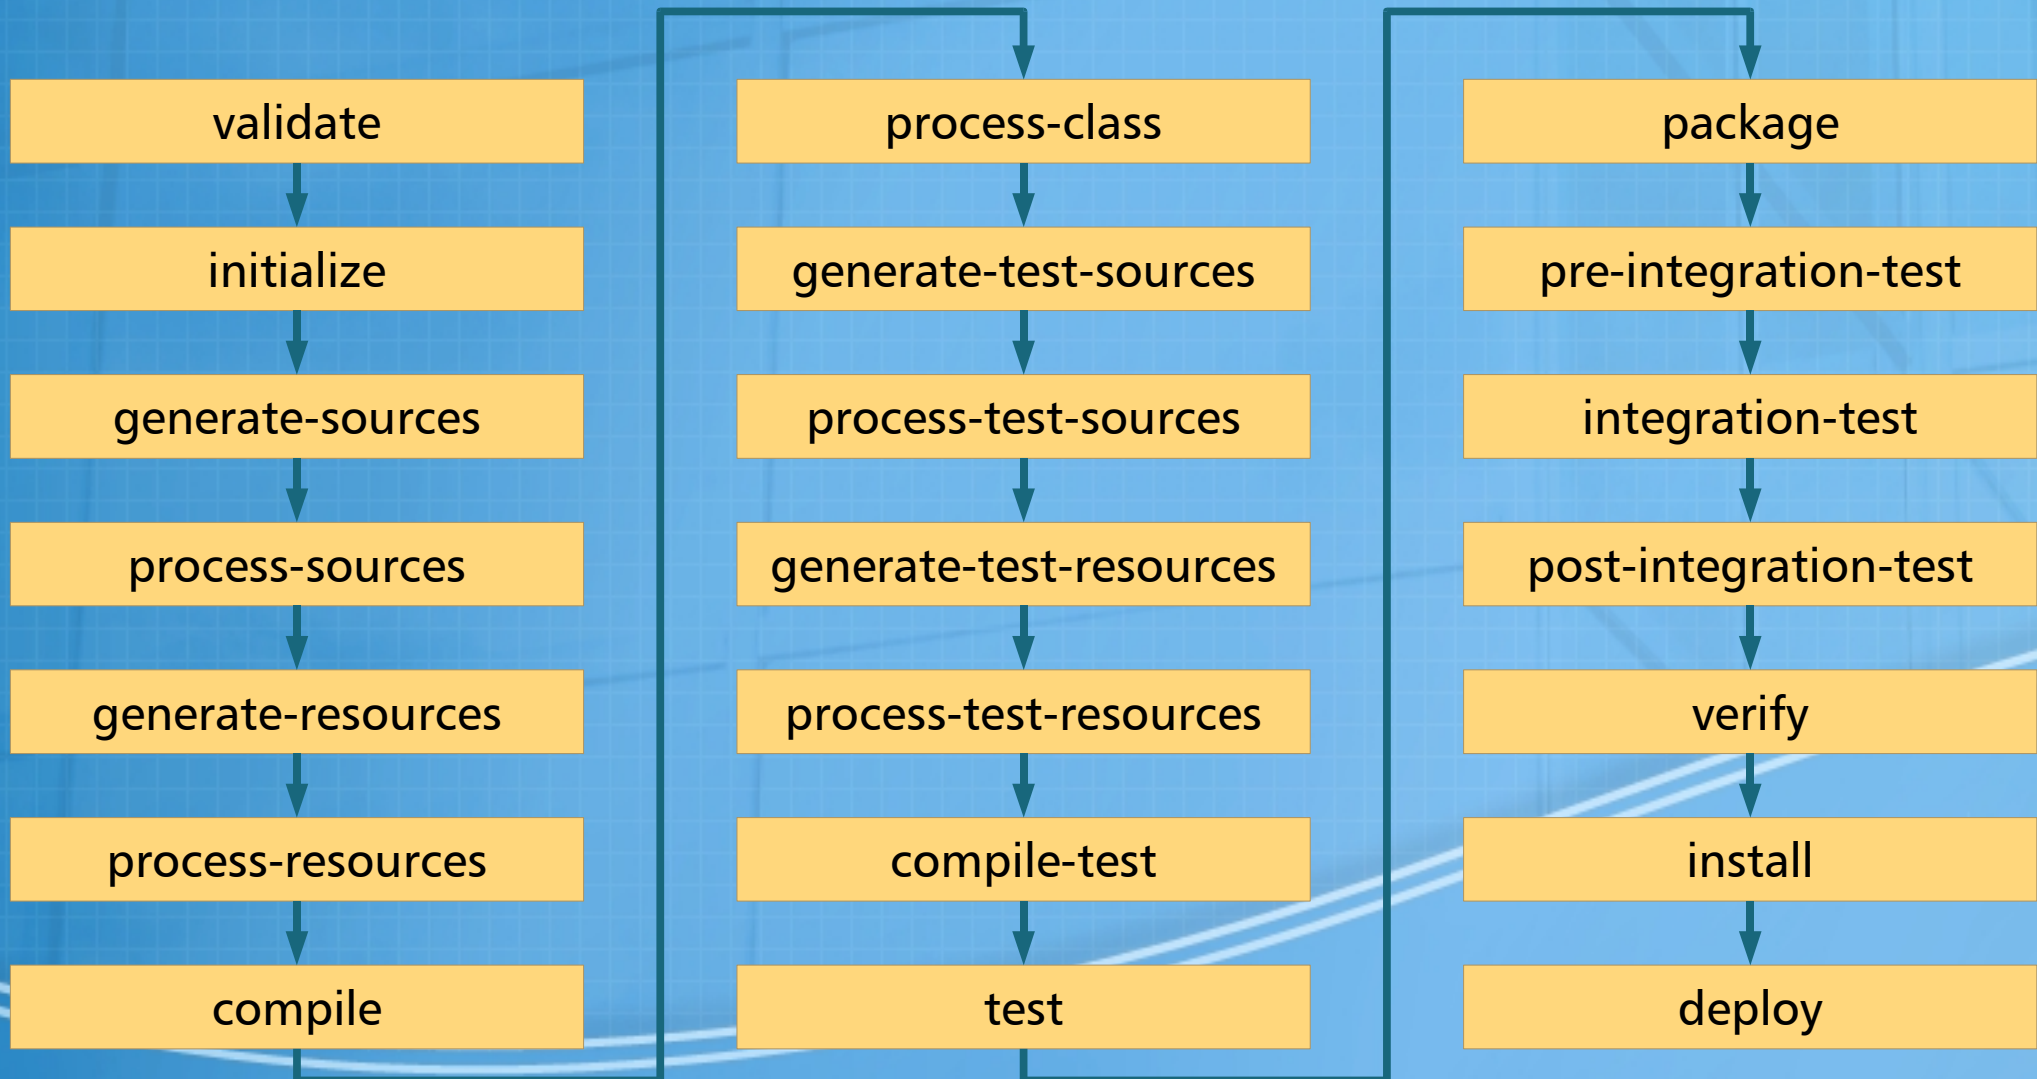 validate
initialize
generate-sources
process-sources
generate-resources
process-resources
compile
process-class
generate-test-sources
process-test-sources
generate-test-resources
process-test-resources
compile-test
test
package
pre-integration-test
integration-test
post-integration-test
verify
install
deploy